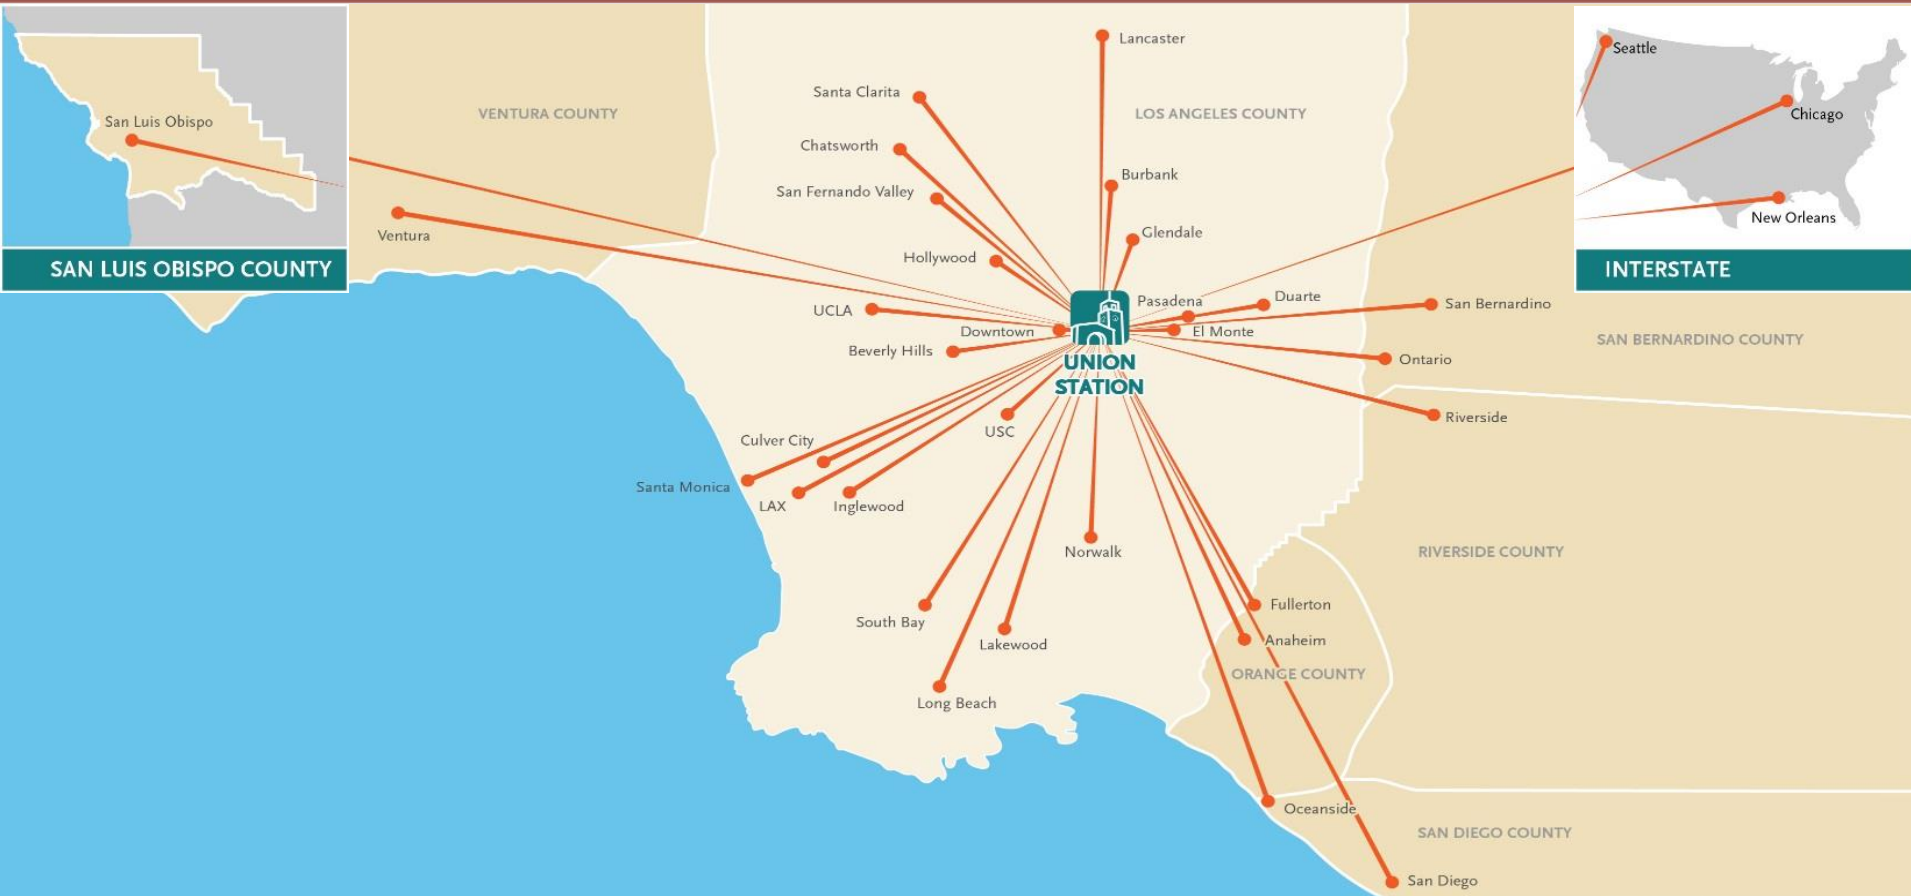 San Luis Obispo
SAN LUIS OBISPO COUNTY
VENTURA COUNTY
Ventura
Lancaster
Santa Clarita
LOS ANGELES COUNTY
Chatsworth
Burbank
San Fernando Valley
Glendale
Hollywood
Pasadena
Duarte
UCLA
Downtown
El Monte
Beverly Hills
UNION
STATION
San Bernardino
SAN BERNARDINO COUNTY
Ontario
Riverside
USC
Culver City
Santa Monica
LAX
Inglewood
Norwalk
RIVERSIDE COUNTY
South Bay
Lakewood
Long Beach
Fullerton
Anaheim
ORANGE COUNTY
Oceanside
SAN DIEGO COUNTY
San Diego
Seattle
Chicago
New Orleans
INTERSTATE